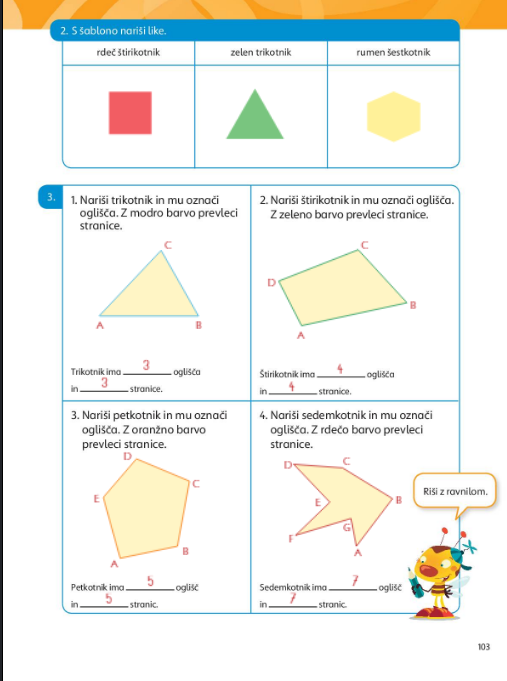 2. S šablono nariši like.
rdeč štirikotnik
zelen trikotnik
rumen šestkotnik
3.
1. Nariši trikotnik in mu označi
oglišča. Z modro barvo prevleci
stranice.
C
A
B
Trikotnik ima 3 oglišča
in 3 stranice.
2. Nariši štirikotnik in mu označi oglišča.
Z zeleno barvo prevleci stranice.
C
D
B
A
Štirikotnik ima 4 oglišča
in 4 stranice.
3. Nariši petkotnik in mu označi
oglišča. Z oranžno barvo
prevleci stranice.
D
C
E
B
A
Petkotnik ima 5 oglišč
in 5 stranic.
4. Nariši sedemkotnik in mu označi
oglišča. Z rdečo barvo prevleci
stranice.
D
C
E
B
G
F
A
Sedemkotnik ima 7 oglišč
in 7 stranic.
Riši z ravnilom.
103